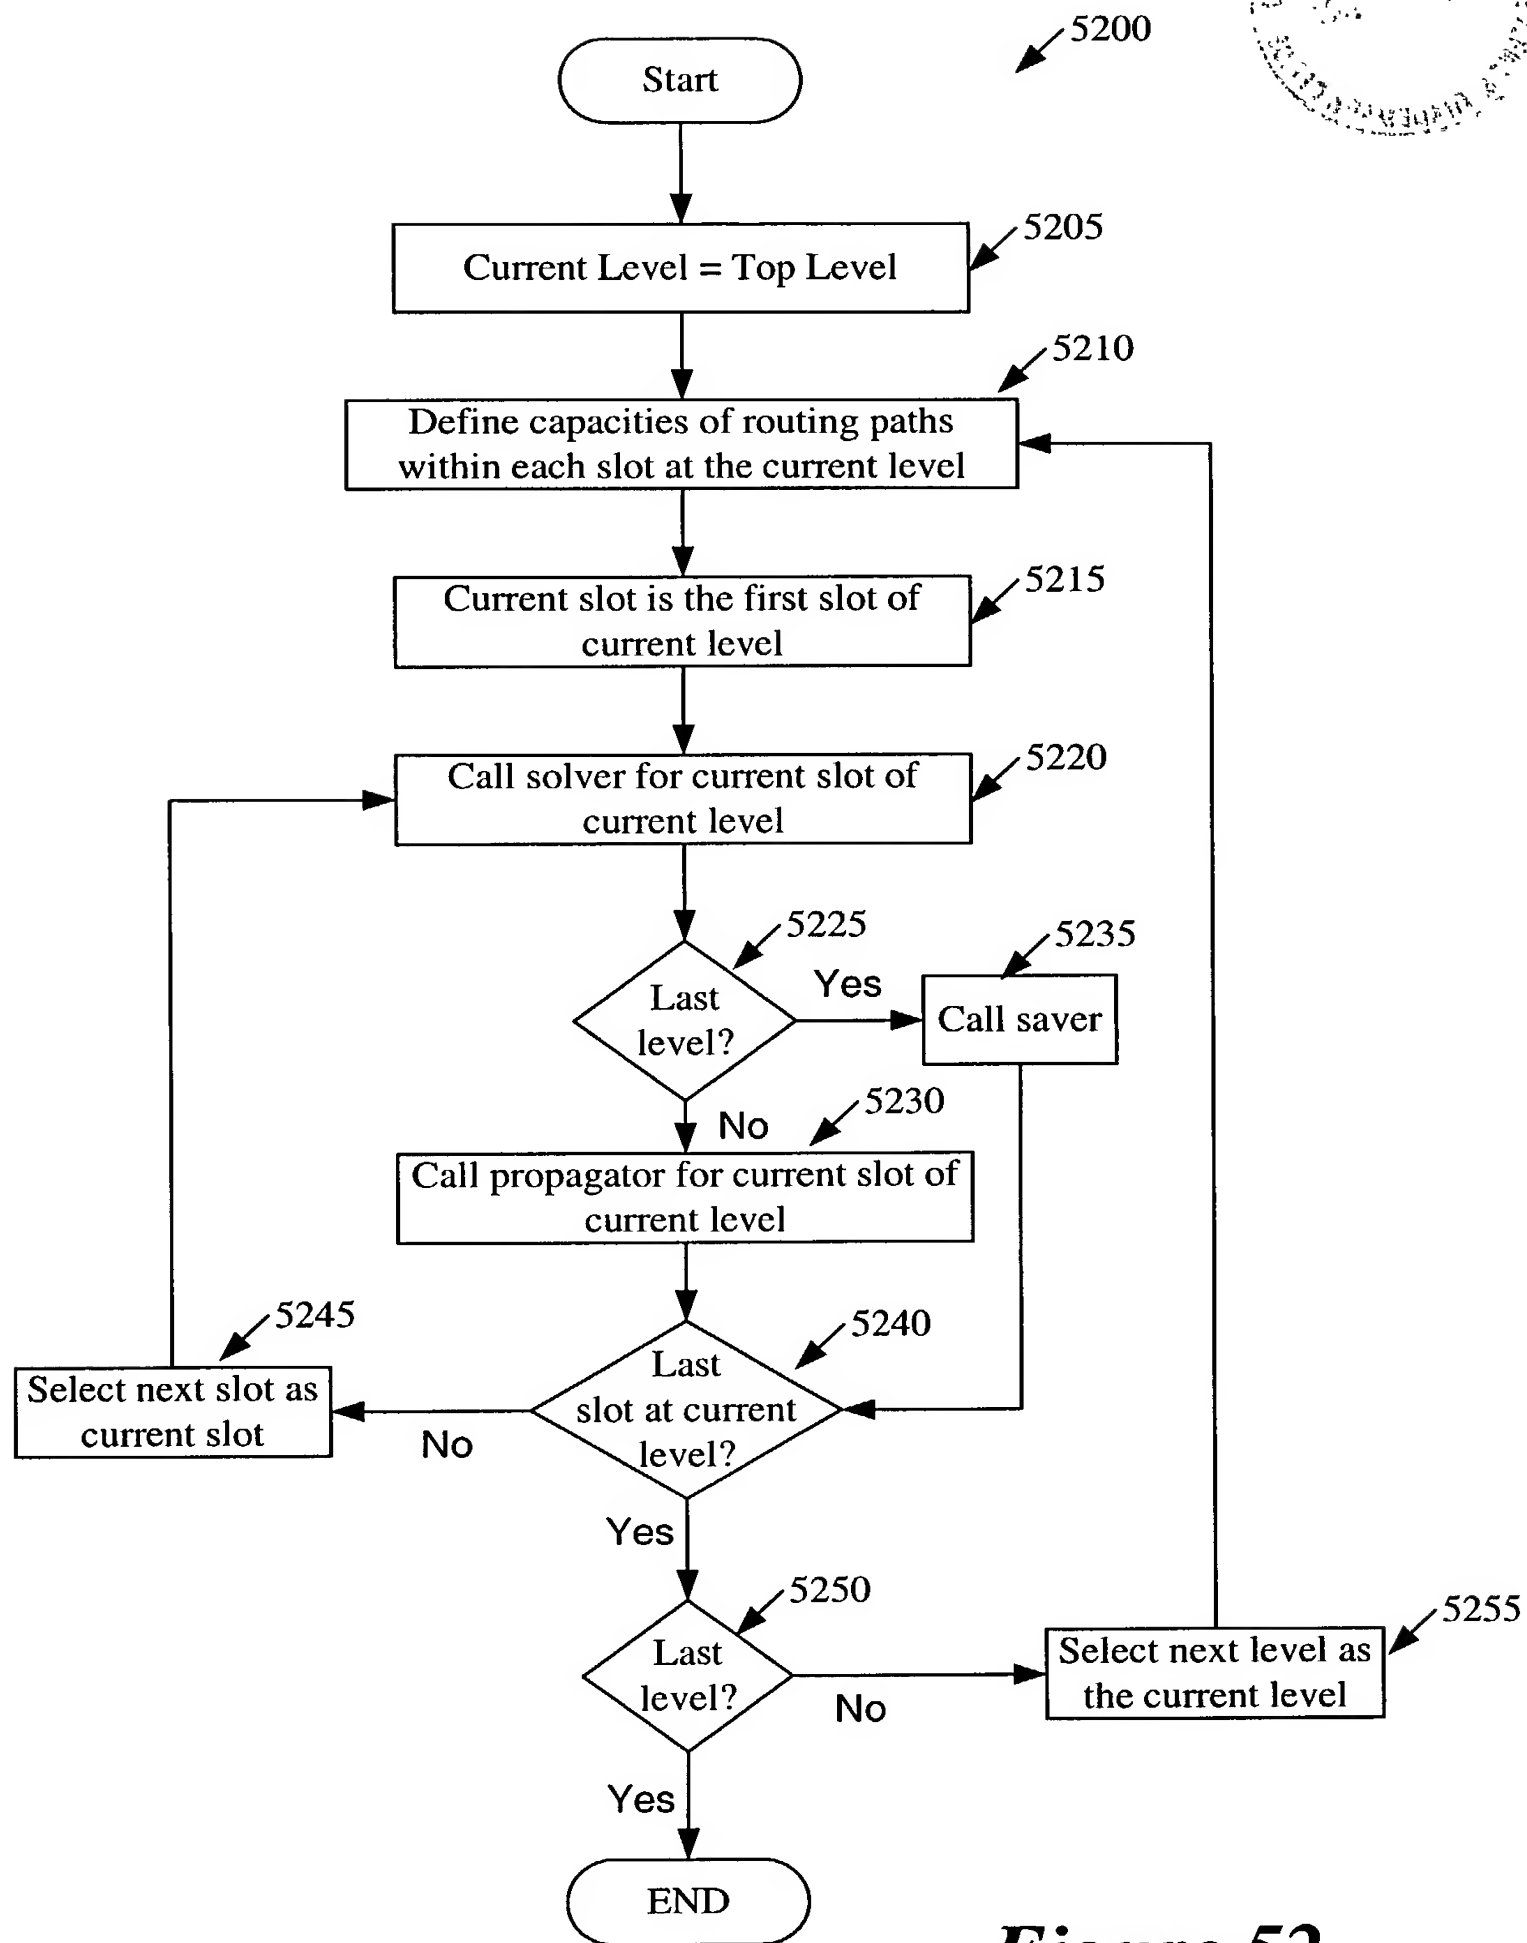 5200
Start
5205
Current Level = Top Level
5210
Define capacities of routing paths
within each slot at the current level
5215
Current slot is the first slot of
current level
5220
Call solver for current slot of
current level
5225
5235
Last
level?
Yes
Call saver
5230
No
Call propagator for current slot of
current level
5245
5240
Select next slot as
current slot
No
Last
slot at current
level?
Yes
5250
5255
Last
level?
No
Select next level as
the current level
Yes
END
Figure 52